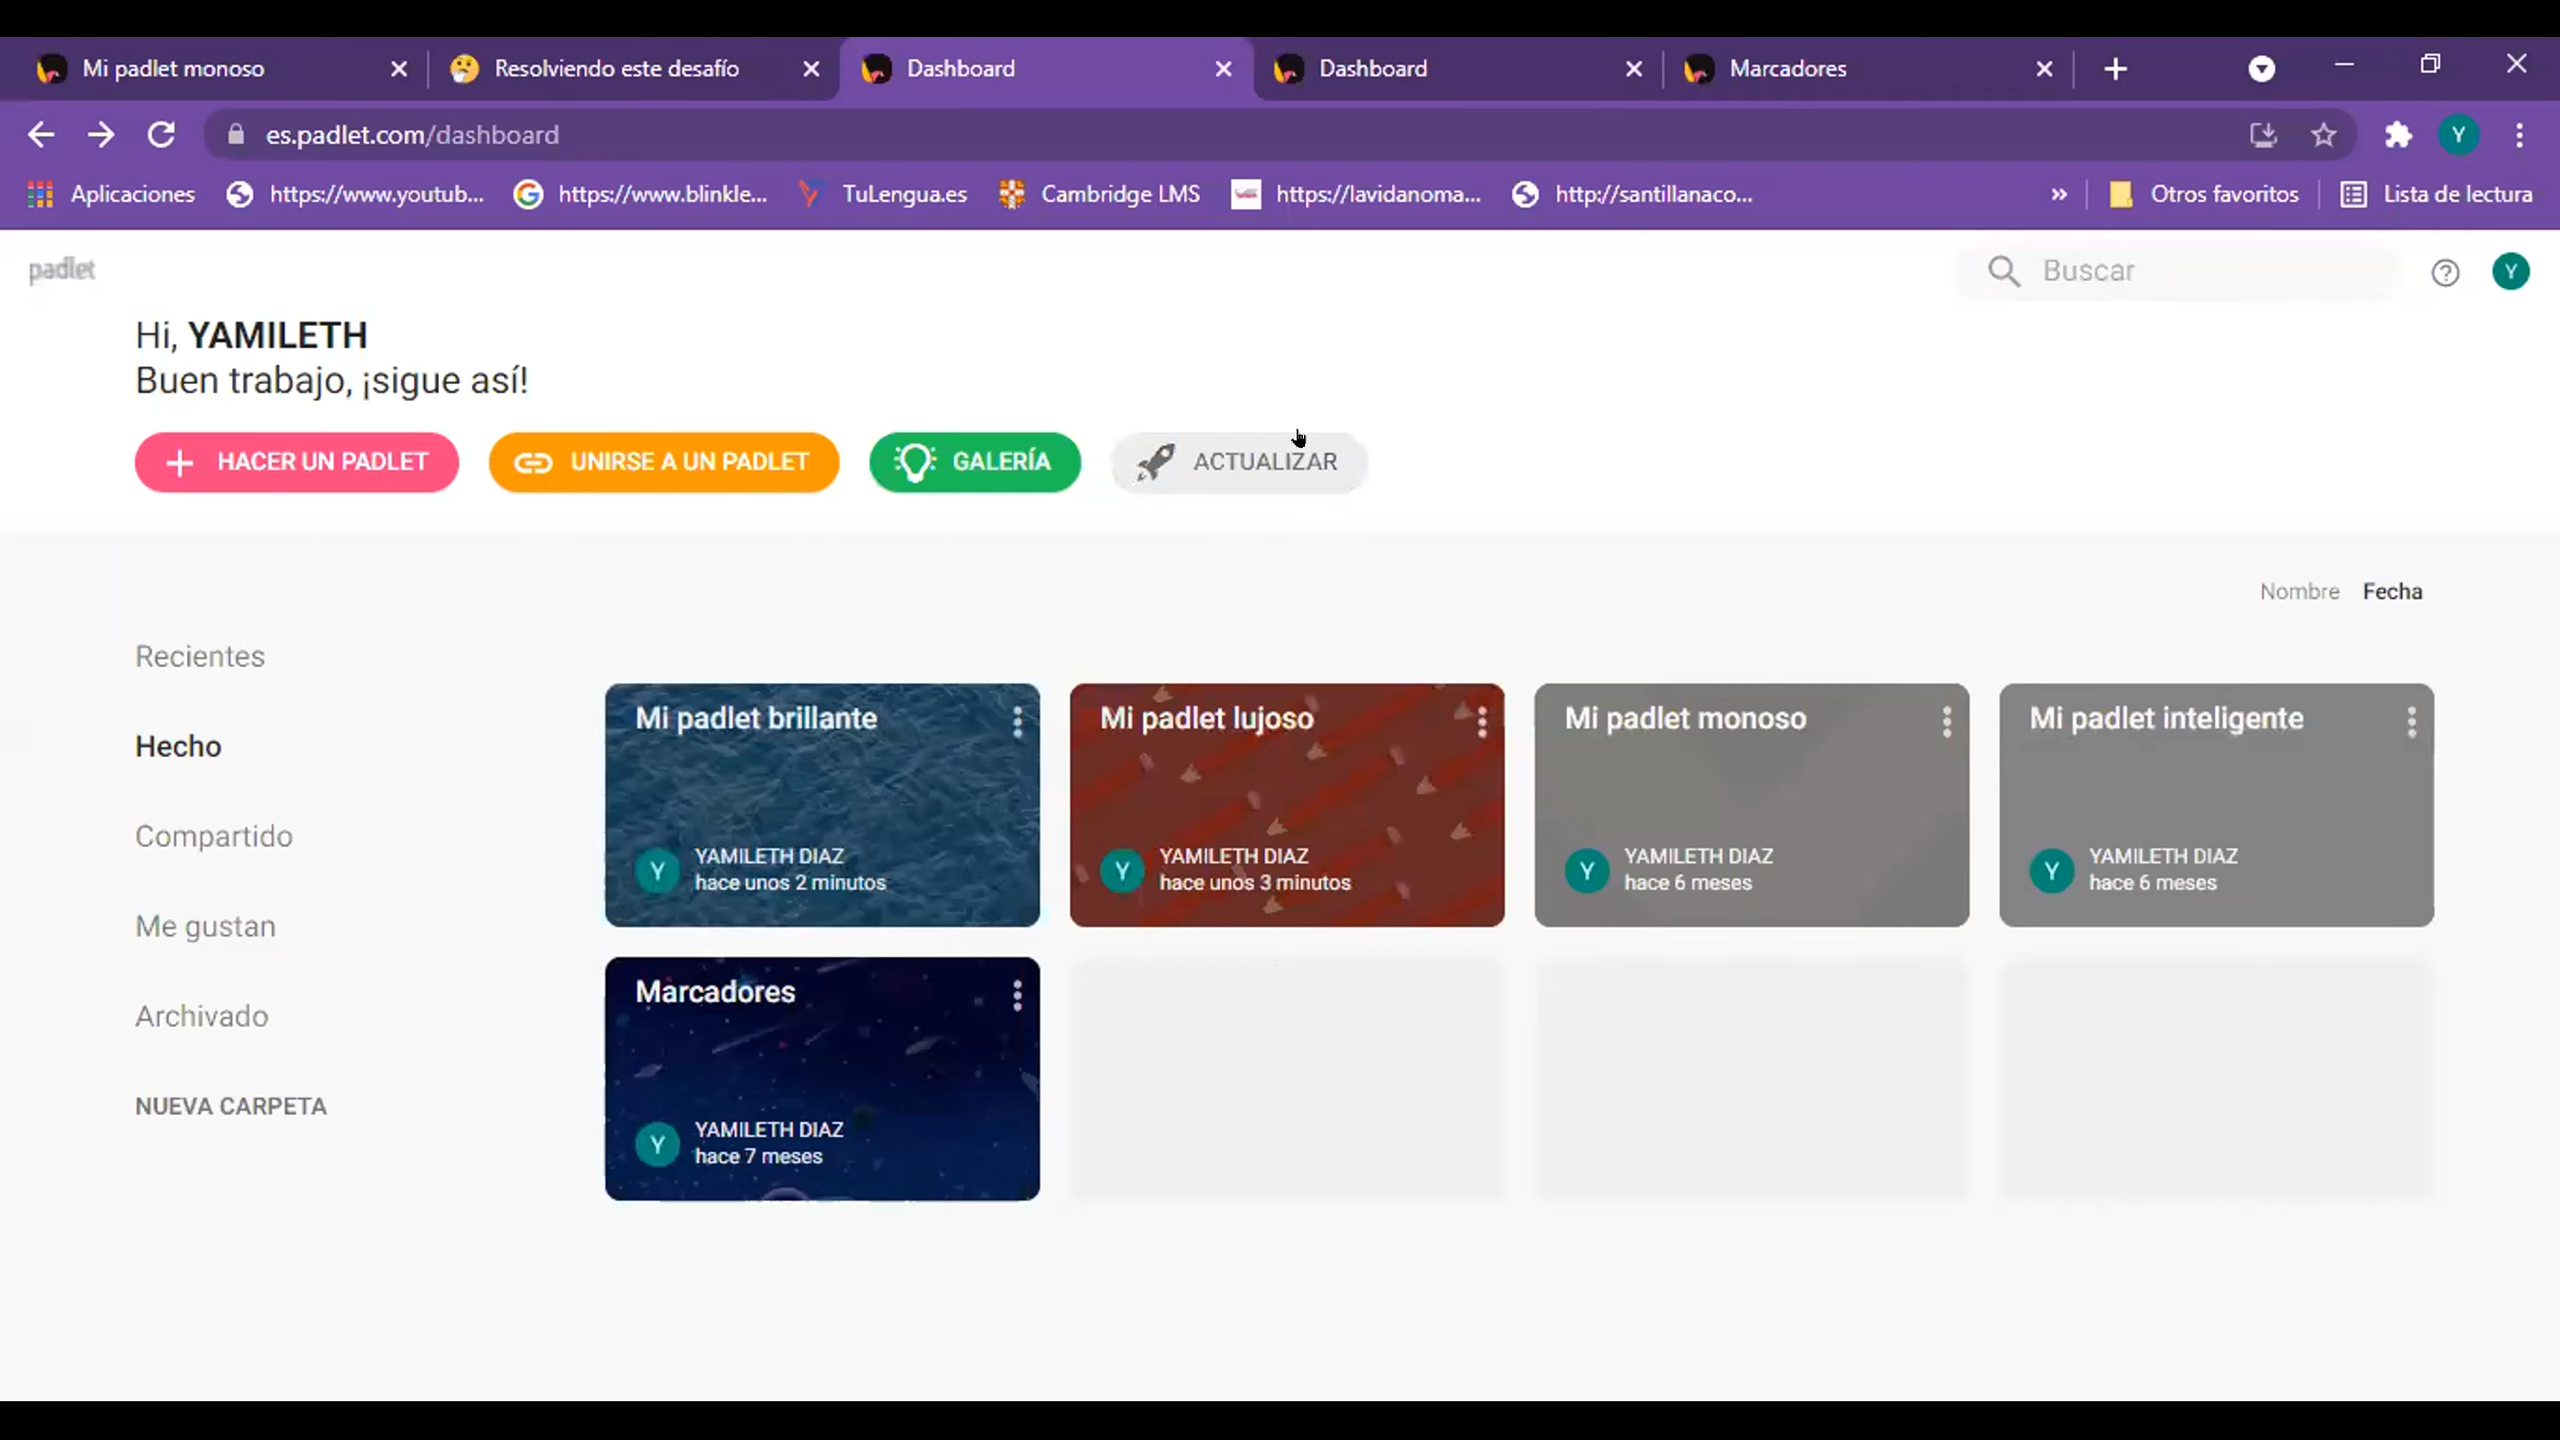 Mi padlet monoso
Resolviendo este desafío
Dashboard
Dashboard
Marcadores
es.padlet.com/dashboard
Y
Aplicaciones
https://www.youtub...
https://www.blinkle...
TuLengua.es
Cambridge LMS
https://lavidanoma...
http://santillanaco...
»
Otros favoritos
Lista de lectura
padlet
Buscar
Y
Hi, YAMILETH
Buen trabajo, ¡sigue así!
HACER UN PADLET
UNIRSE A UN PADLET
GALERÍA
ACTUALIZAR
Nombre Fecha
Recientes
Hecho
Compartido
Me gustan
Archivado
NUEVA CARPETA
Mi padlet brillante
Y
YAMILETH DIAZ
hace unos 2 minutos
Mi padlet lujoso
Y
YAMILETH DIAZ
hace unos 3 minutos
Mi padlet monoso
Y
YAMILETH DIAZ
hace 6 meses
Mi padlet inteligente
Y
YAMILETH DIAZ
hace 6 meses
Marcadores
Y
YAMILETH DIAZ
hace 7 meses